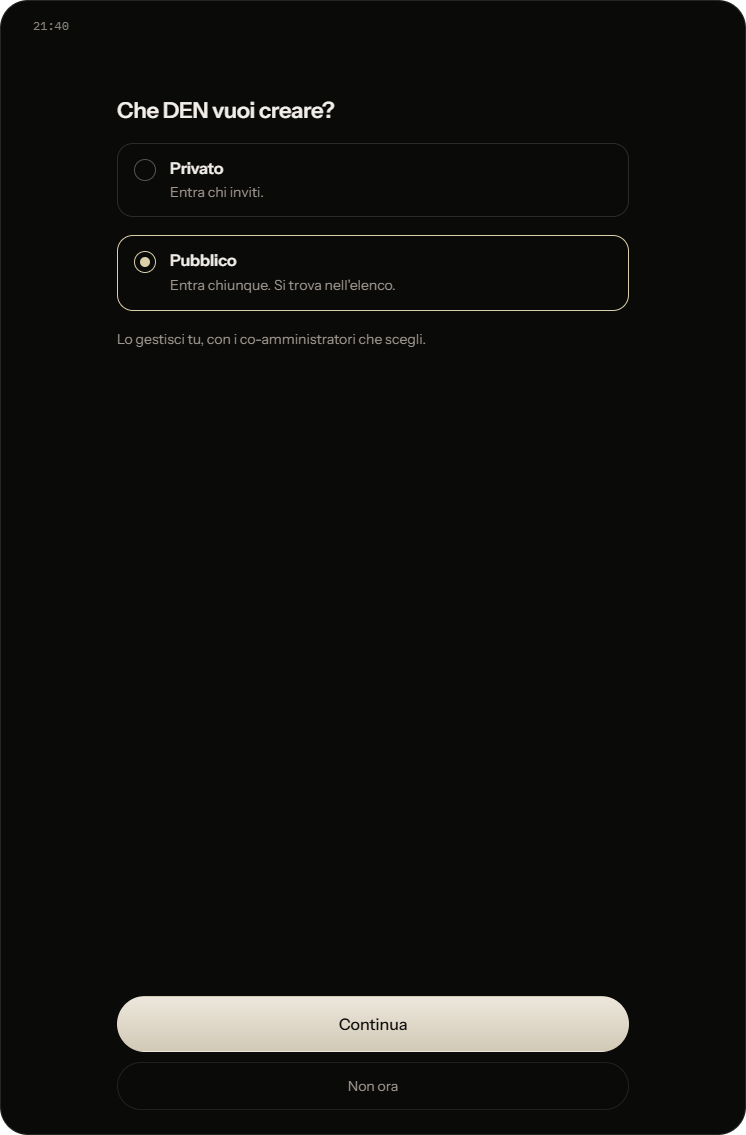 21:40
Che DEN vuoi creare?
Privato
Entra chi inviti.
Pubblico
Entra chiunque. Si trova nell'elenco.
Lo gestisci tu, con i co-amministratori che scegli.
Continua
Non ora